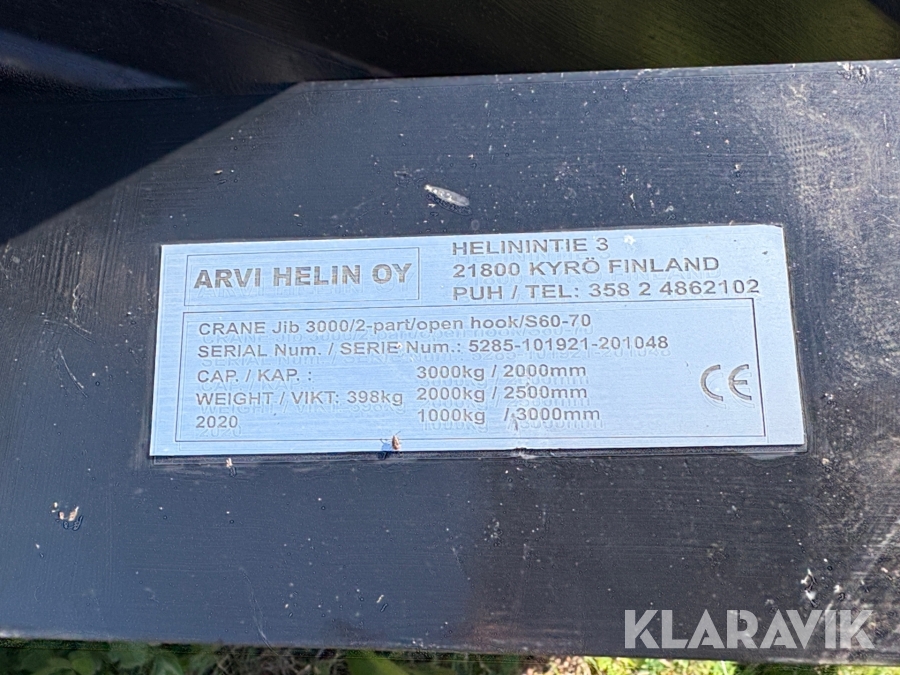 ARVI HELIN OY
HELININTIE 3
21800 KYRÖ FINLAND
PUH / TEL: 358 2 4862102
CRANE Jib 3000/2-part/open hook/S60-70
SERIAL Num. / SERIE Num.: 5285-101921-201048
CAP. / KAP. : 3000kg / 2000mm
WEIGHT / VIKT: 398kg 2000kg / 2500mm
2020 1000kg / 3000mm
CE
KLARAVIK